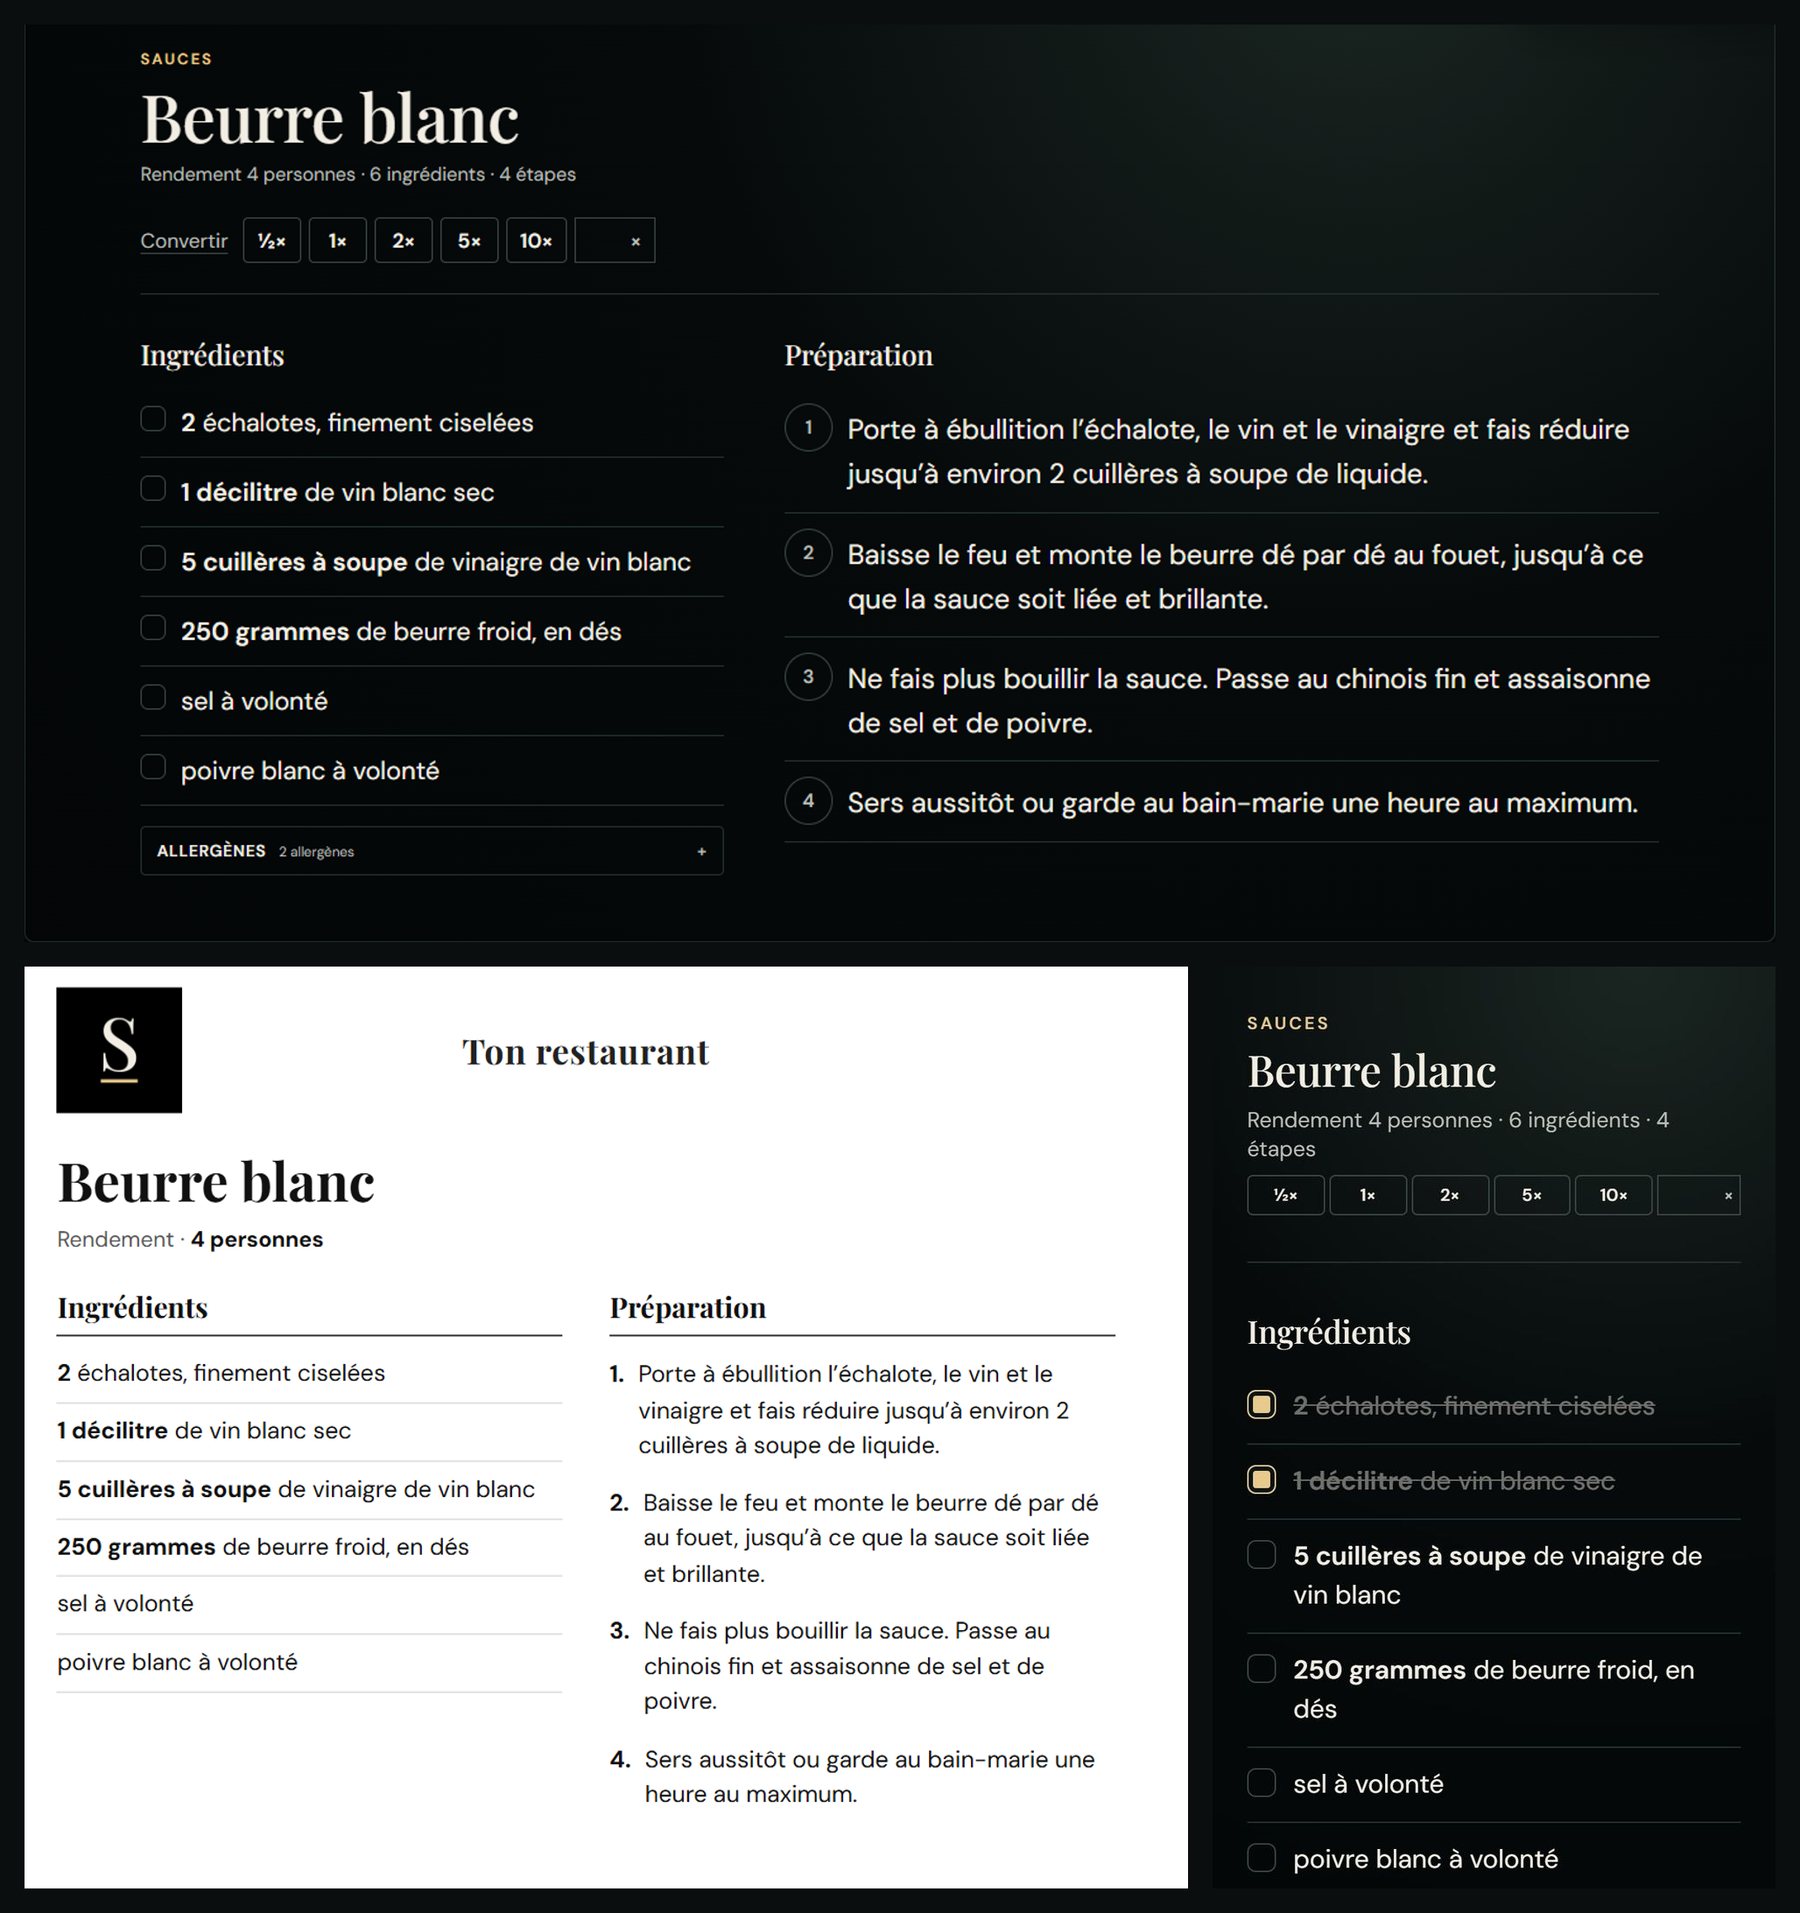 SAUCES
Beurre blanc
Rendement 4 personnes · 6 ingrédients · 4 étapes
Convertir ½× 1× 2× 5× 10× ×
Ingrédients
2 échalotes, finement ciselées
1 décilitre de vin blanc sec
5 cuillères à soupe de vinaigre de vin blanc
250 grammes de beurre froid, en dés
sel à volonté
poivre blanc à volonté
ALLERGÈNES 2 allergènes +
Préparation
1 Porte à ébullition l’échalote, le vin et le vinaigre et fais réduire
jusqu’à environ 2 cuillères à soupe de liquide.
2 Baisse le feu et monte le beurre dé par dé au fouet, jusqu’à ce
que la sauce soit liée et brillante.
3 Ne fais plus bouillir la sauce. Passe au chinois fin et assaisonne
de sel et de poivre.
4 Sers aussitôt ou garde au bain-marie une heure au maximum.
S
Ton restaurant
Beurre blanc
Rendement · 4 personnes
Ingrédients
2 échalotes, finement ciselées
1 décilitre de vin blanc sec
5 cuillères à soupe de vinaigre de vin blanc
250 grammes de beurre froid, en dés
sel à volonté
poivre blanc à volonté
Préparation
1. Porte à ébullition l’échalote, le vin et le
vinaigre et fais réduire jusqu’à environ 2
cuillères à soupe de liquide.
2. Baisse le feu et monte le beurre dé par dé
au fouet, jusqu’à ce que la sauce soit liée
et brillante.
3. Ne fais plus bouillir la sauce. Passe au
chinois fin et assaisonne de sel et de
poivre.
4. Sers aussitôt ou garde au bain-marie une
heure au maximum.
SAUCES
Beurre blanc
Rendement 4 personnes · 6 ingrédients · 4
étapes
½× 1× 2× 5× 10× ×
Ingrédients
2 échalotes, finement ciselées
1 décilitre de vin blanc sec
5 cuillères à soupe de vinaigre de
vin blanc
250 grammes de beurre froid, en
dés
sel à volonté
poivre blanc à volonté